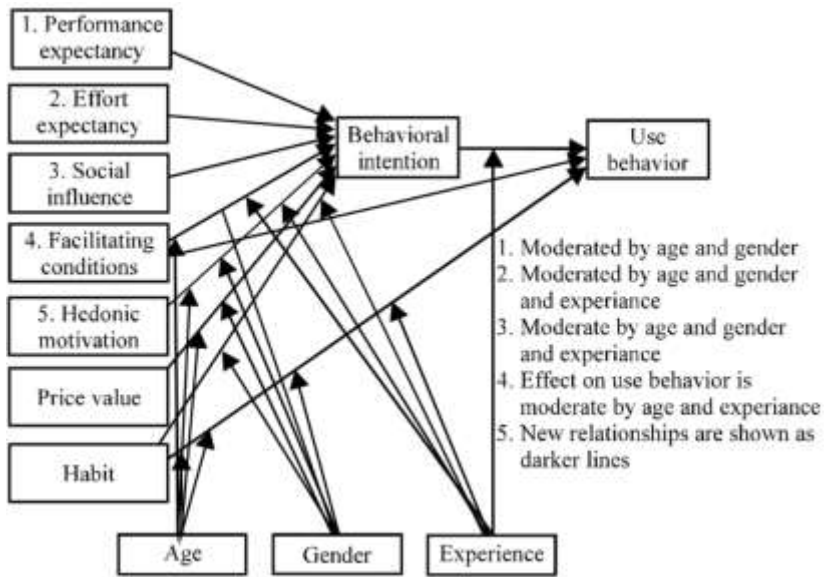 1. Performance
expectancy
2. Effort
expectancy
3. Social
influence
4. Facilitating
conditions
5. Hedonic
motivation
Price value
Habit
Behavioral
intention
Use
behavior
1. Moderated by age and gender
2. Moderated by age and gender
and experiance
3. Moderate by age and gender
and experiance
4. Effect on use behavior is
moderate by age and experiance
5. New relationships are shown as
darker lines
Age
Gender
Experience